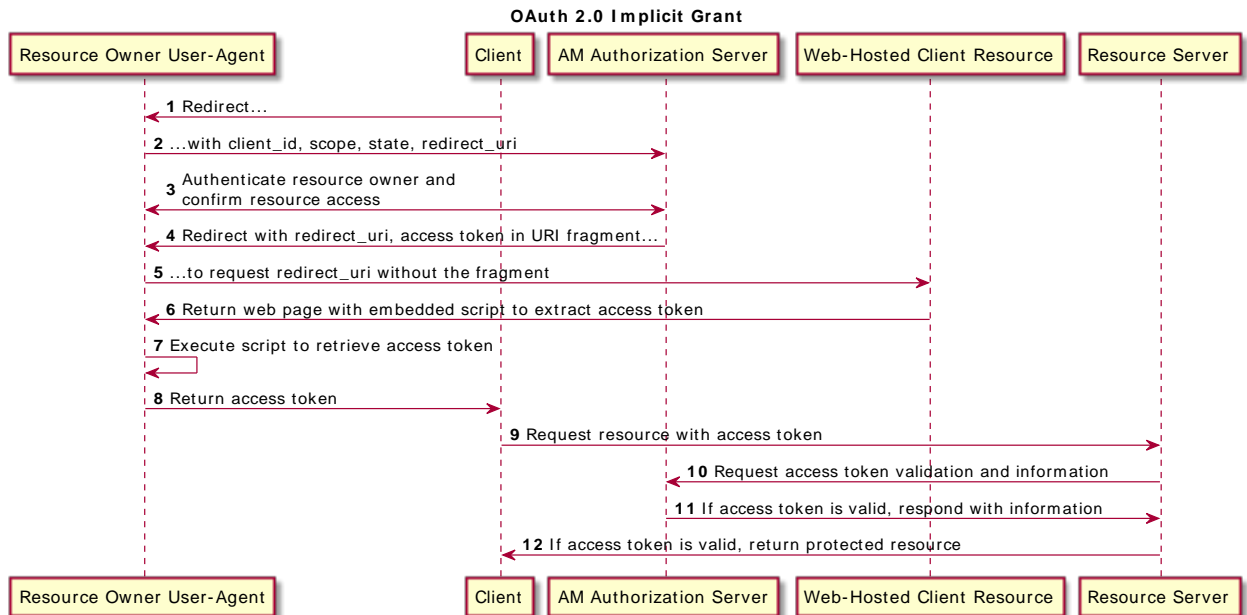 OAuth 2.0 Implicit Grant
Resource Owner User-Agent
Client
AM Authorization Server
Web-Hosted Client Resource
Resource Server
1 Redirect...
2 ...with client_id, scope, state, redirect_uri
3 Authenticate resource owner and
confirm resource access
4 Redirect with redirect_uri, access token in URI fragment...
5 ...to request redirect_uri without the fragment
6 Return web page with embedded script to extract access token
7 Execute script to retrieve access token
8 Return access token
9 Request resource with access token
10 Request access token validation and information
11 If access token is valid, respond with information
12 If access token is valid, return protected resource
Resource Owner User-Agent
Client
AM Authorization Server
Web-Hosted Client Resource
Resource Server